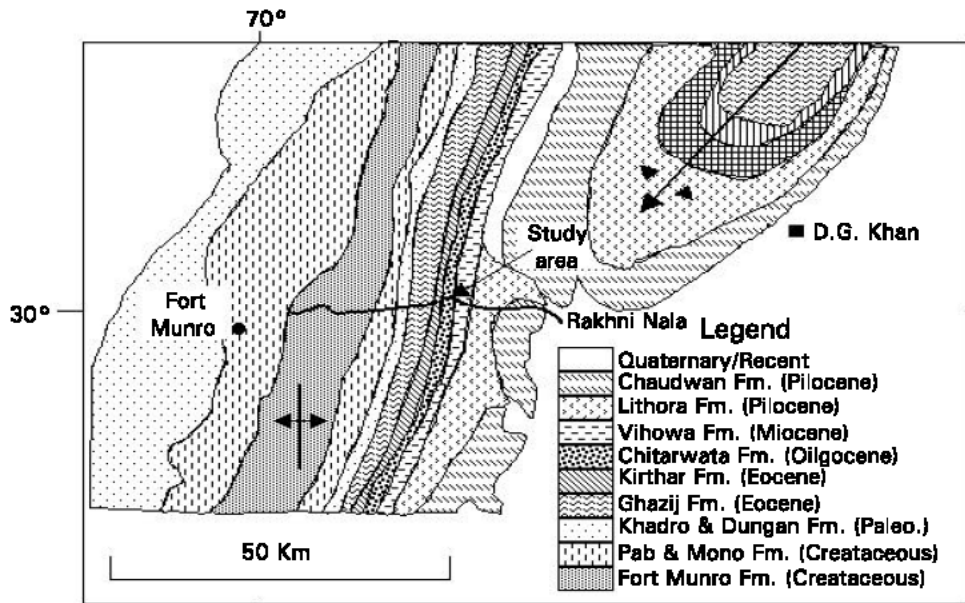 70°
Study
area
D.G. Khan
30°
Fort
Munro
Rakhni Nala
Legend
Quaternary/Recent
Chaudwan Fm. (Pilocene)
Lithora Fm. (Pilocene)
Vihowa Fm. (Miocene)
Chitarwata Fm. (Oilgocene)
Kirthar Fm. (Eocene)
Ghazij Fm. (Eocene)
Khadro & Dungan Fm. (Paleo.)
Pab & Mono Fm. (Creataceous)
Fort Munro Fm. (Creataceous)
50 Km